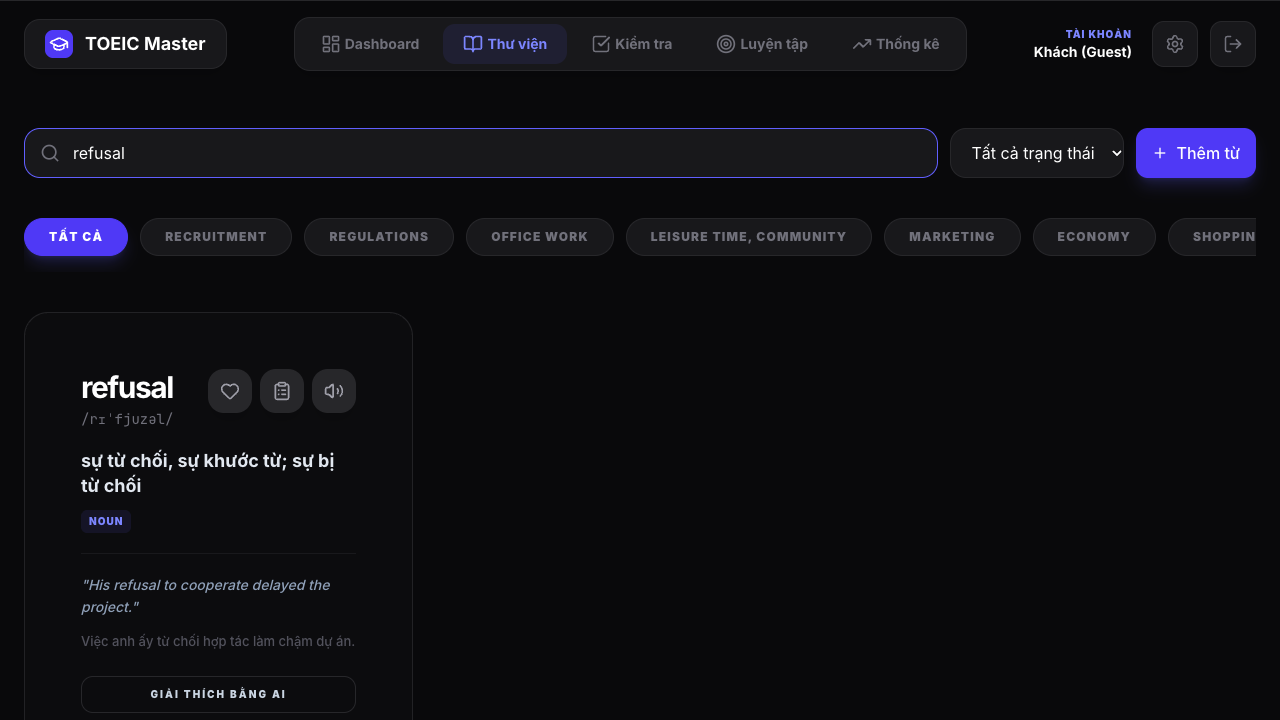 TOEIC Master
Dashboard
Thư viện
Kiểm tra
Luyện tập
Thống kê
TÀI KHOẢN
Khách (Guest)
refusal
Tất cả trạng thái
Thêm từ
TẤT CẢ
RECRUITMENT
REGULATIONS
OFFICE WORK
LEISURE TIME, COMMUNITY
MARKETING
ECONOMY
SHOPPIN
refusal
/rɪˈfjuzəl/
sự từ chối, sự khước từ; sự bị
từ chối
NOUN
"His refusal to cooperate delayed the
project."
Việc anh ấy từ chối hợp tác làm chậm dự án.
GIẢI THÍCH BẰNG AI